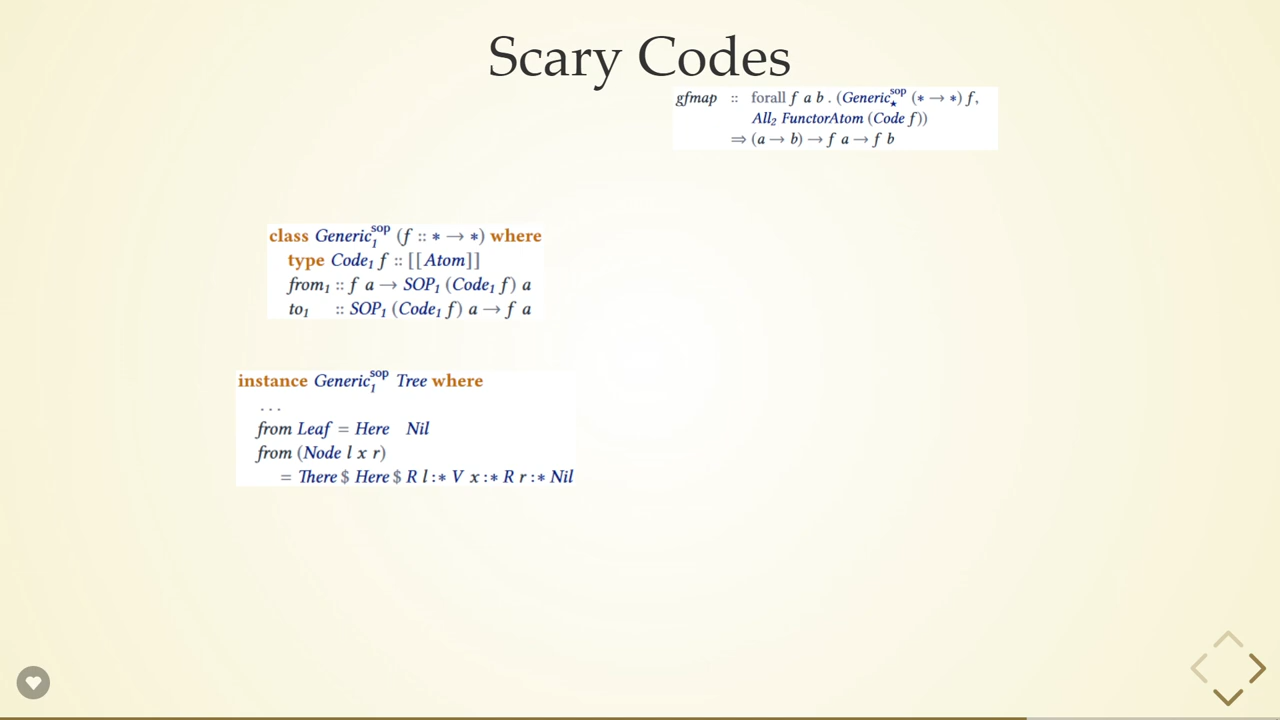 Scary Codes
gfmap :: forall f a b . (Generic⋆ˢᵒᵖ (∗ → ∗) f,
All₂ FunctorAtom (Code f))
⇒ (a → b) → f a → f b
class Generic₁ˢᵒᵖ (f :: ∗ → ∗) where
type Code₁ f :: [[Atom]]
from₁ :: f a → SOP₁ (Code₁ f) a
to₁ :: SOP₁ (Code₁ f) a → f a
instance Generic₁ˢᵒᵖ Tree where
...
from Leaf = Here Nil
from (Node l x r)
= There $ Here $ R l :∗ V x :∗ R r :∗ Nil